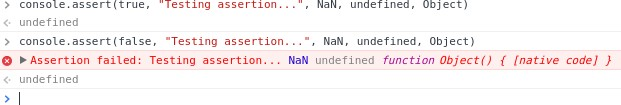 console.assert(true, "Testing assertion...", NaN, undefined, Object)
undefined
console.assert(false, "Testing assertion...", NaN, undefined, Object)
Assertion failed: Testing assertion... NaN undefined function Object() { [native code] }
undefined